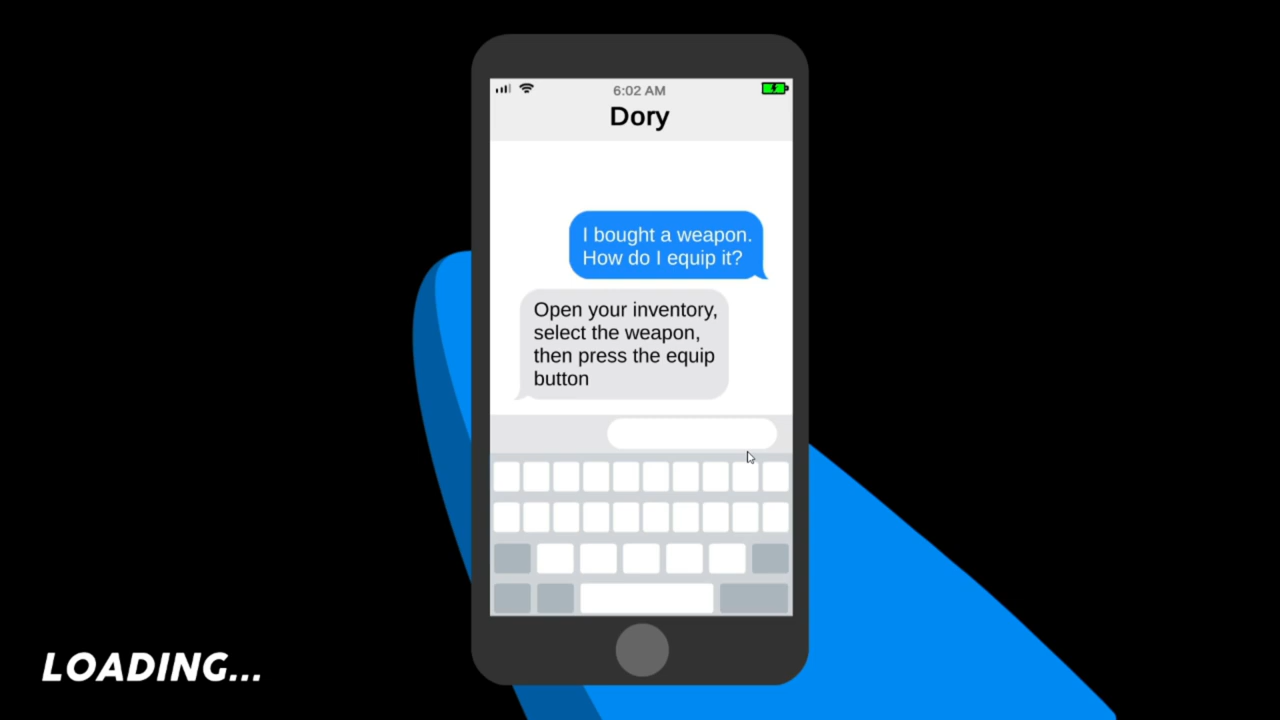 6:02 AM
Dory
I bought a weapon.
How do I equip it?
Open your inventory,
select the weapon,
then press the equip
button
LOADING...